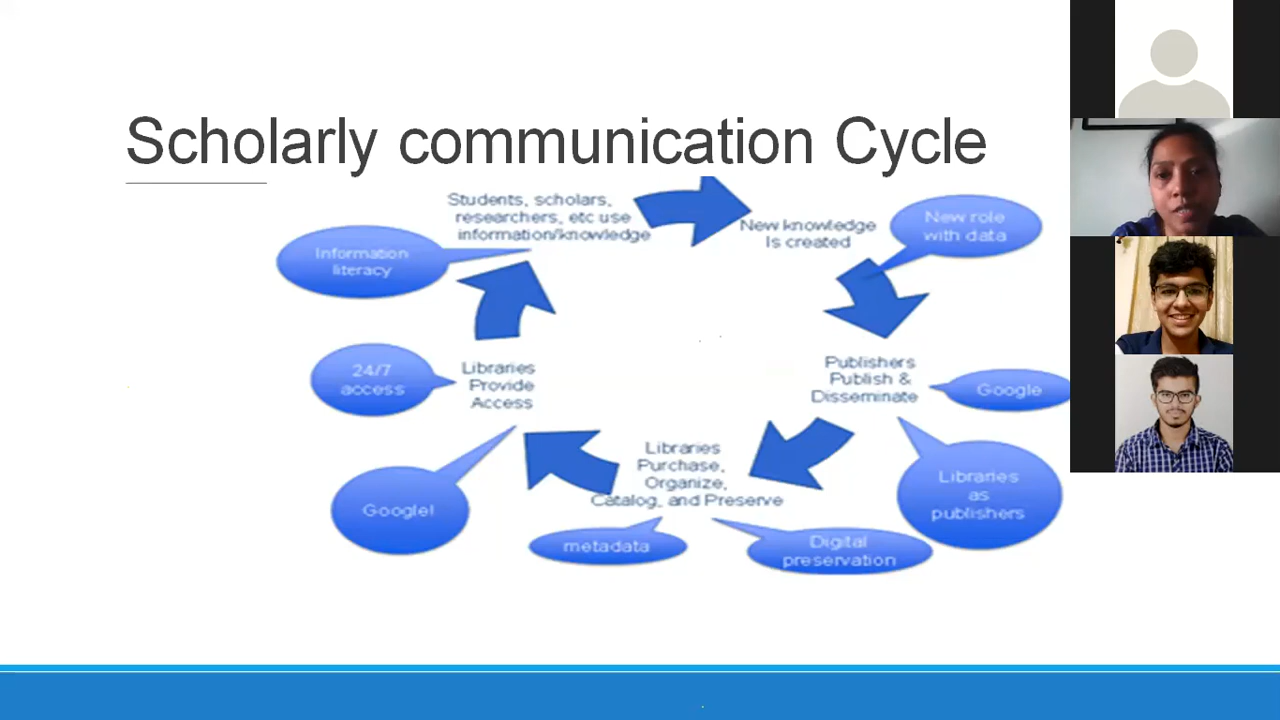 Scholarly communication Cycle
Students, scholars,
researchers, etc use
information/knowledge
New knowledge
Is created
New role
with data
Publishers
Publish &
Disseminate
Google
Libraries
as
publishers
Libraries
Purchase,
Organize,
Catalog, and Preserve
Digital
preservation
metadata
Libraries
Provide
Access
Google!
24/7
access
Information
literacy